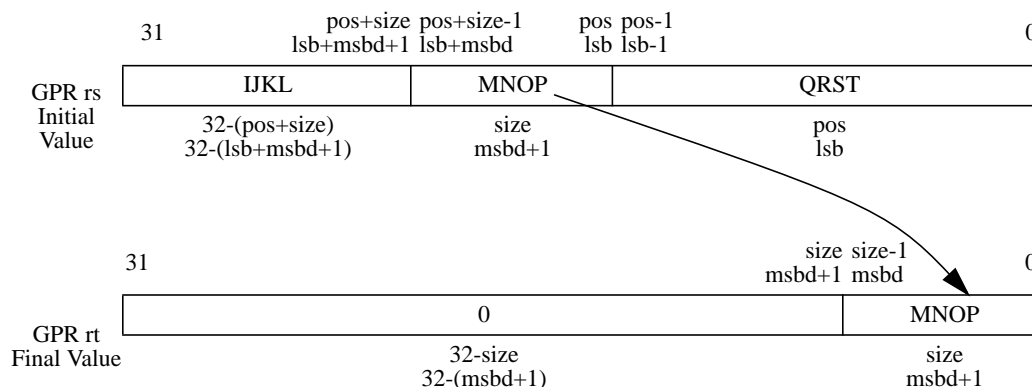 31 pos+size pos+size-1 pos pos-1 0
lsb+msbd+1 lsb+msbd lsb lsb-1
GPR rs
Initial
Value
IJKL MNOP QRST
32-(pos+size) size pos
32-(lsb+msbd+1) msbd+1 lsb
31 size size-1 0
msbd+1 msbd
GPR rt
Final Value
0 MNOP
32-size size
32-(msbd+1) msbd+1